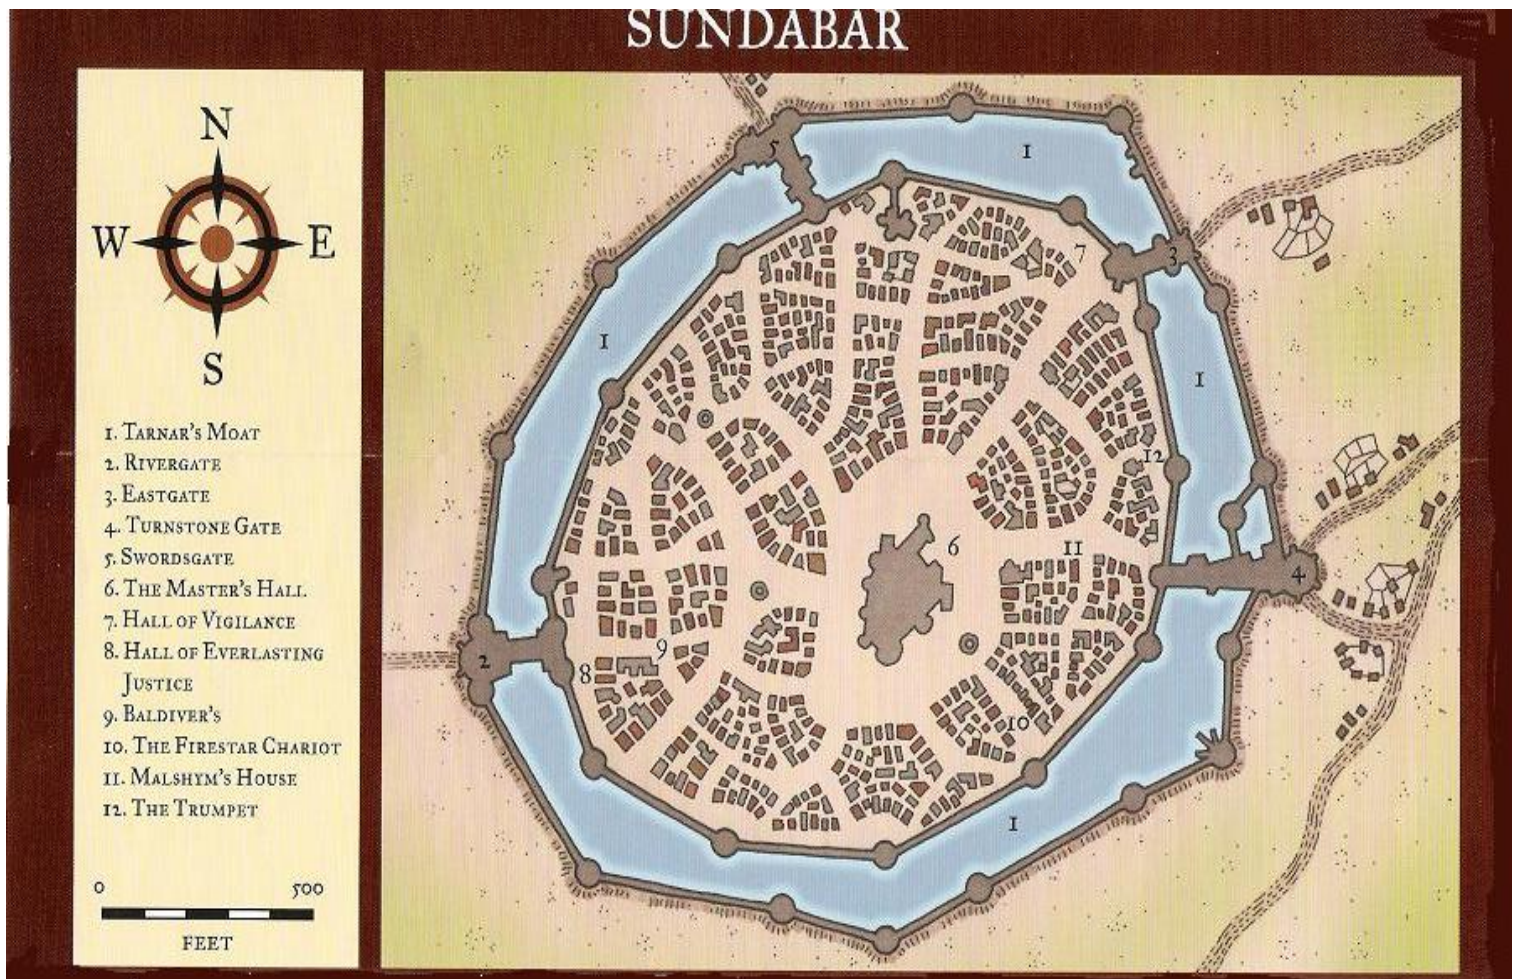 SUNDABAR
N
W E
S
1. TARNAR'S MOAT
2. RIVERGATE
3. EASTGATE
4. TURNSTONE GATE
5. SWORDSGATE
6. THE MASTER'S HALL
7. HALL OF VIGILANCE
8. HALL OF EVERLASTING
JUSTICE
9. BALDIVER'S
10. THE FIRESTAR CHARIOT
11. MALSHYM'S HOUSE
12. THE TRUMPET
0 500
FEET
5
1
7
3
1
1
12
6
11
4
9
2
8
10
1